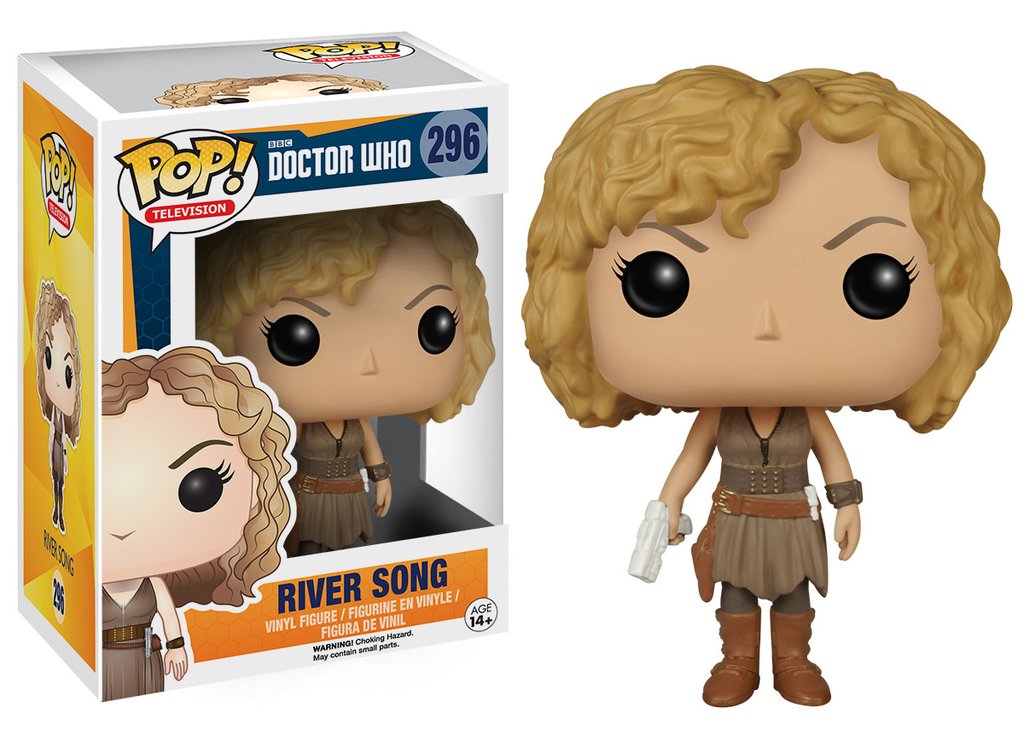 POP!
TELEVISION
POP!
TELEVISION
RIVER SONG
296
POP!
TELEVISION
BBC
DOCTOR WHO
296
RIVER SONG
VINYL FIGURE / FIGURINE EN VINYLE /
FIGURA DE VINIL
WARNING! Choking Hazard.
May contain small parts.
AGE
14+